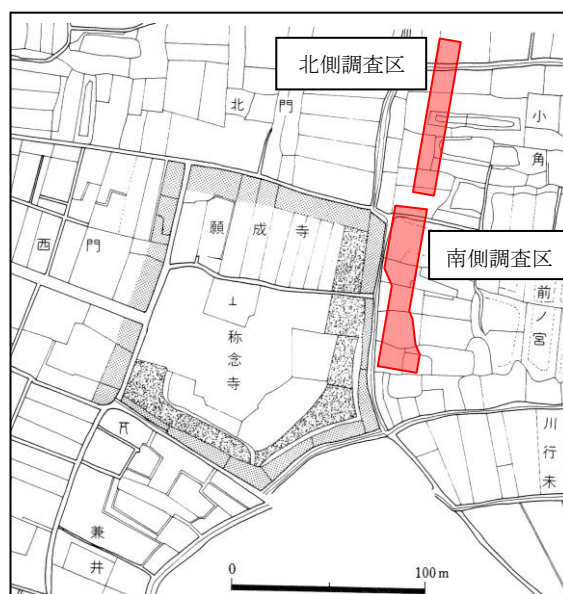 北側調査区
北門
小角
願成寺
西門
南側調査区
前ノ宮
称念寺
川行未
兼井
0 100m